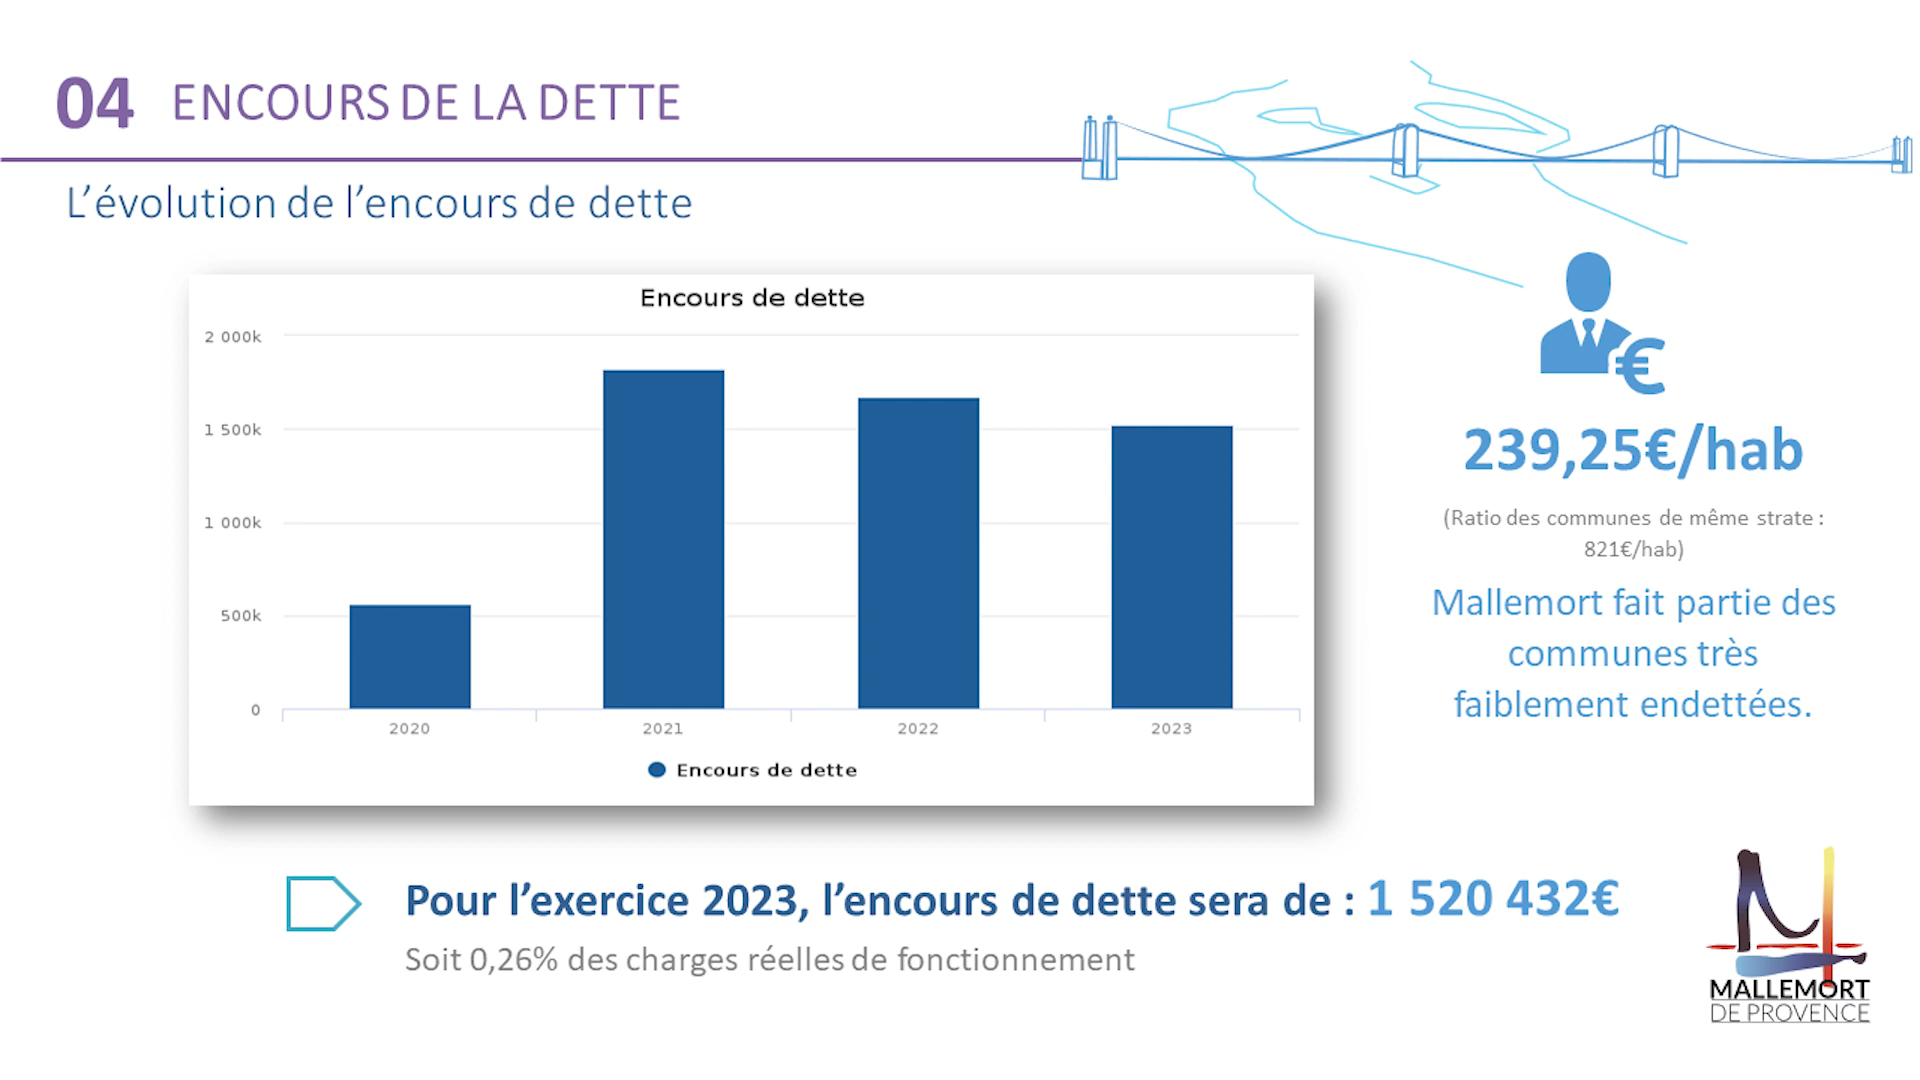 04 ENCOURS DE LA DETTE
L’évolution de l’encours de dette
Encours de dette
2 000k
1 500k
1 000k
500k
0
2020 2021 2022 2023
Encours de dette
€
239,25€/hab
(Ratio des communes de même strate :
821€/hab)
Mallemort fait partie des
communes très
faiblement endettées.
Pour l’exercice 2023, l’encours de dette sera de : 1 520 432€
Soit 0,26% des charges réelles de fonctionnement
MALLEMORT
DE PROVENCE